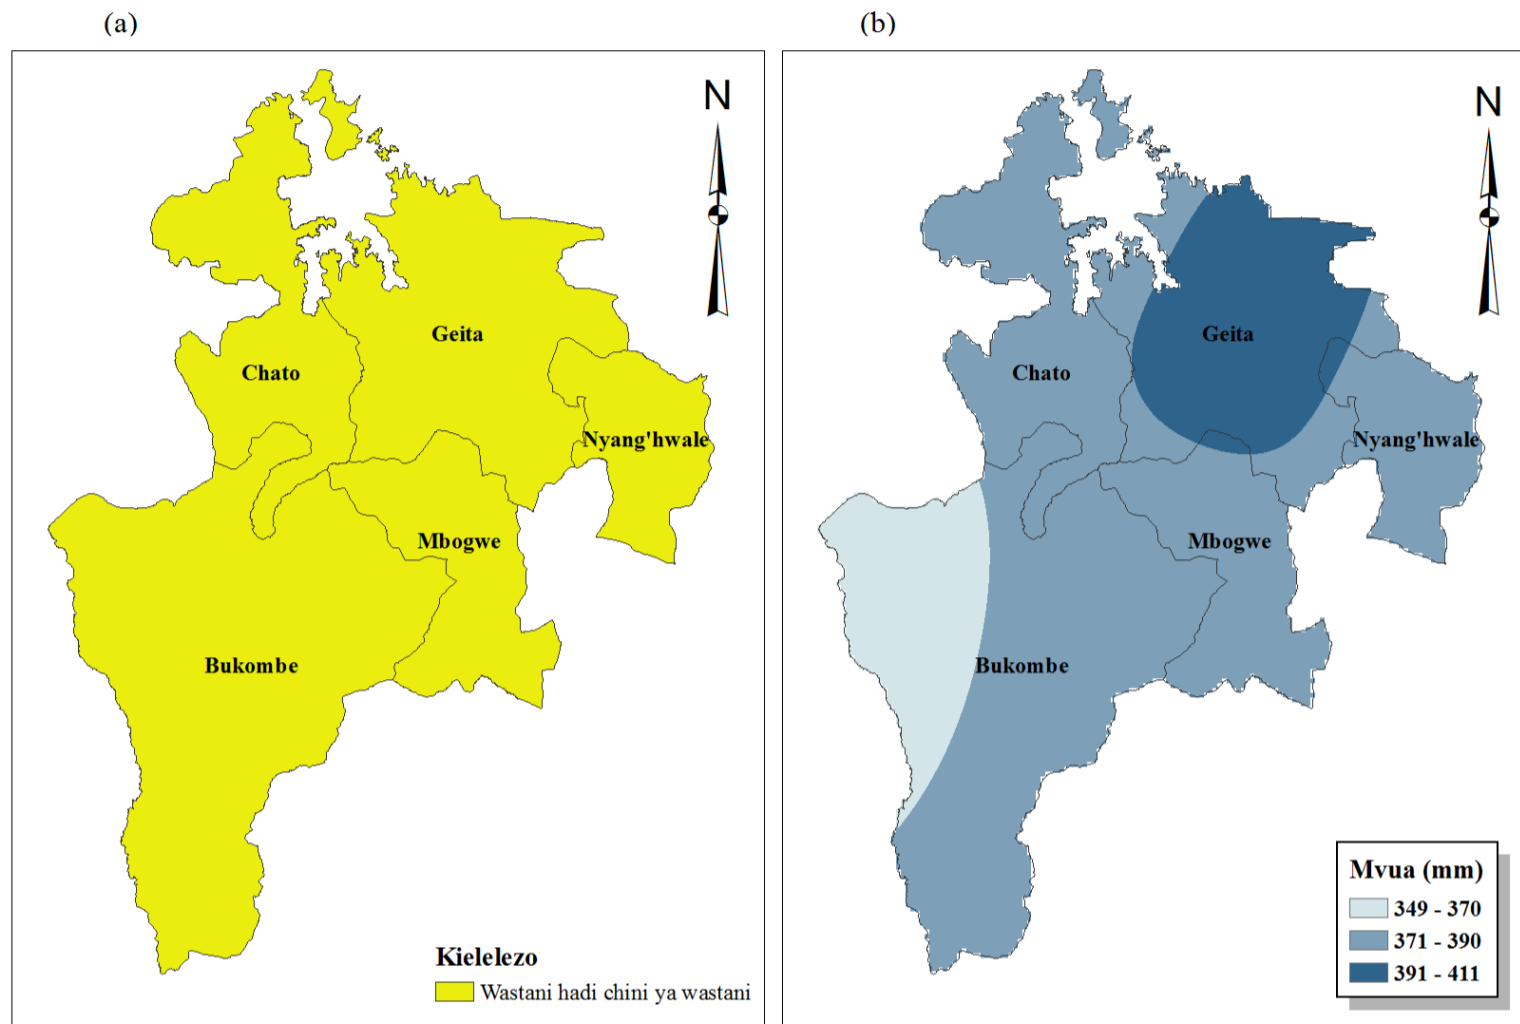 (a)
N
Geita
Chato
Nyang'hwale
Mbogwe
Bukombe
Kielelezo
Wastani hadi chini ya wastani
(b)
N
Geita
Chato
Nyang'hwale
Mbogwe
Bukombe
Mvua (mm)
349 - 370
371 - 390
391 - 411